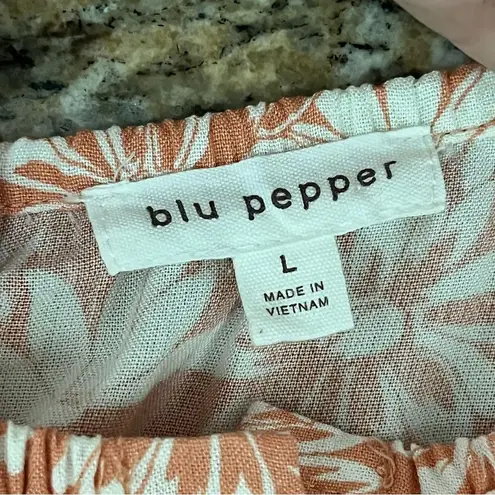 blu pepper
L
MADE IN
VIETNAM